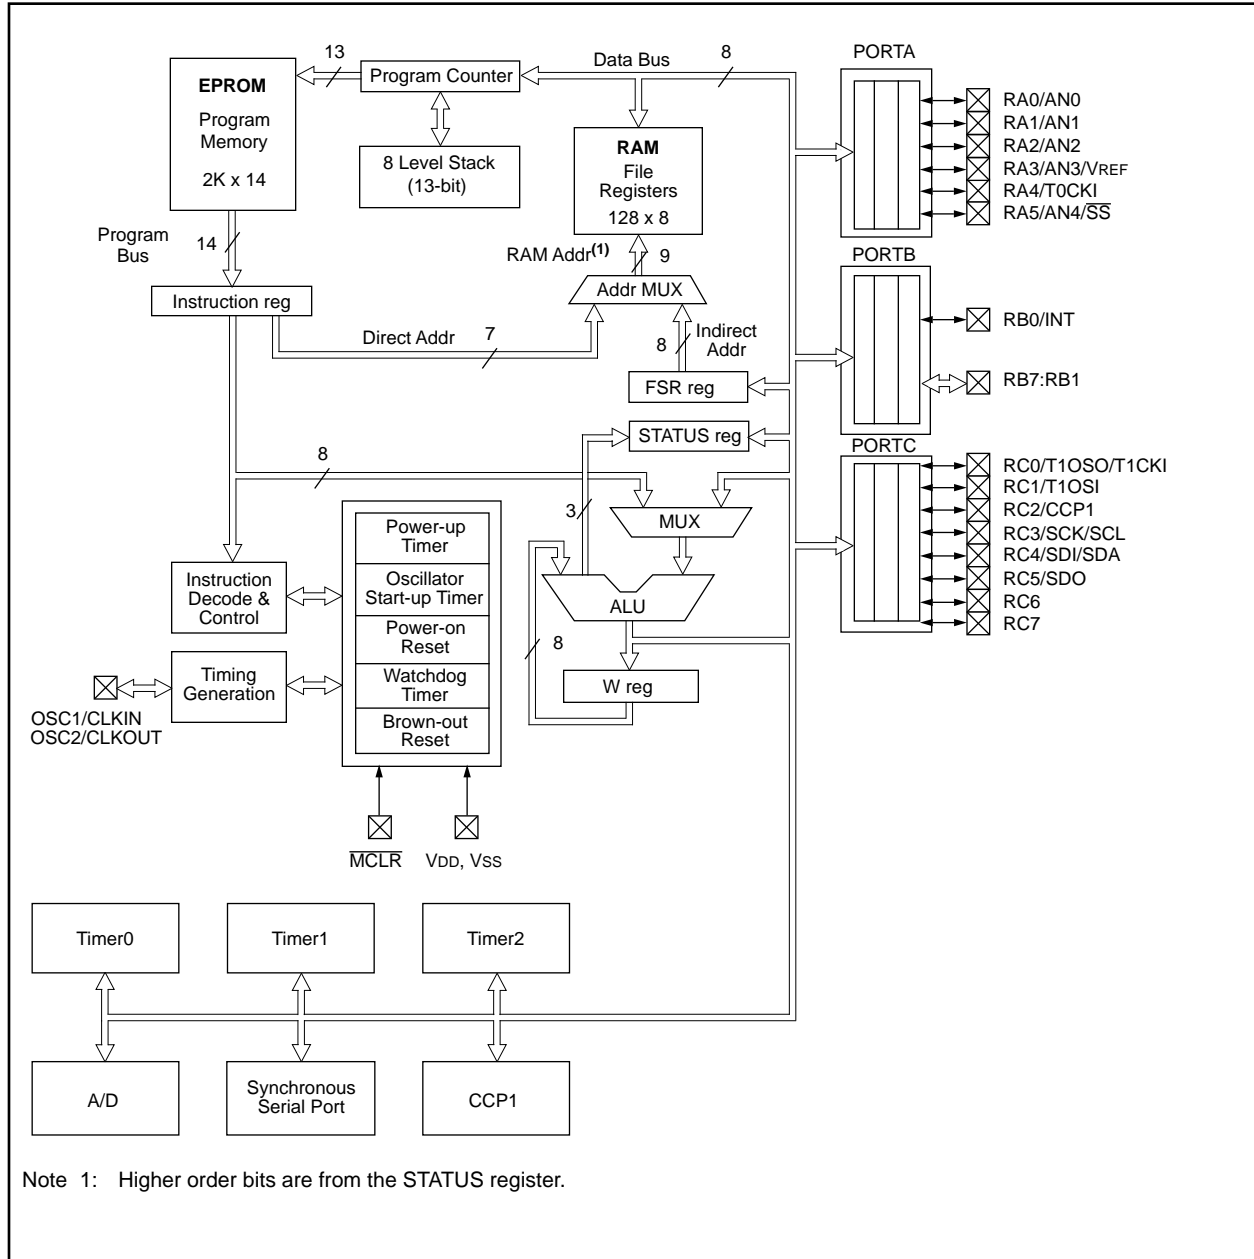 13
Data Bus
8
PORTA
EPROM
Program
Memory
2K x 14
Program Counter
8 Level Stack
(13-bit)
RAM
File
Registers
128 x 8
RA0/AN0
RA1/AN1
RA2/AN2
RA3/AN3/VREF
RA4/T0CKI
RA5/AN4/SS
Program
Bus
14
RAM Addr(1)
9
PORTB
Instruction reg
Addr MUX
Direct Addr
7
8
Indirect
Addr
RB0/INT
RB7:RB1
FSR reg
STATUS reg
PORTC
8
3
MUX
RC0/T1OSO/T1CKI
RC1/T1OSI
RC2/CCP1
RC3/SCK/SCL
RC4/SDI/SDA
RC5/SDO
RC6
RC7
Power-up
Timer
Oscillator
Start-up Timer
Power-on
Reset
Watchdog
Timer
Brown-out
Reset
Instruction
Decode &
Control
ALU
8
W reg
Timing
Generation
OSC1/CLKIN
OSC2/CLKOUT
MCLR
VDD, VSS
Timer0
Timer1
Timer2
A/D
Synchronous
Serial Port
CCP1
Note 1: Higher order bits are from the STATUS register.